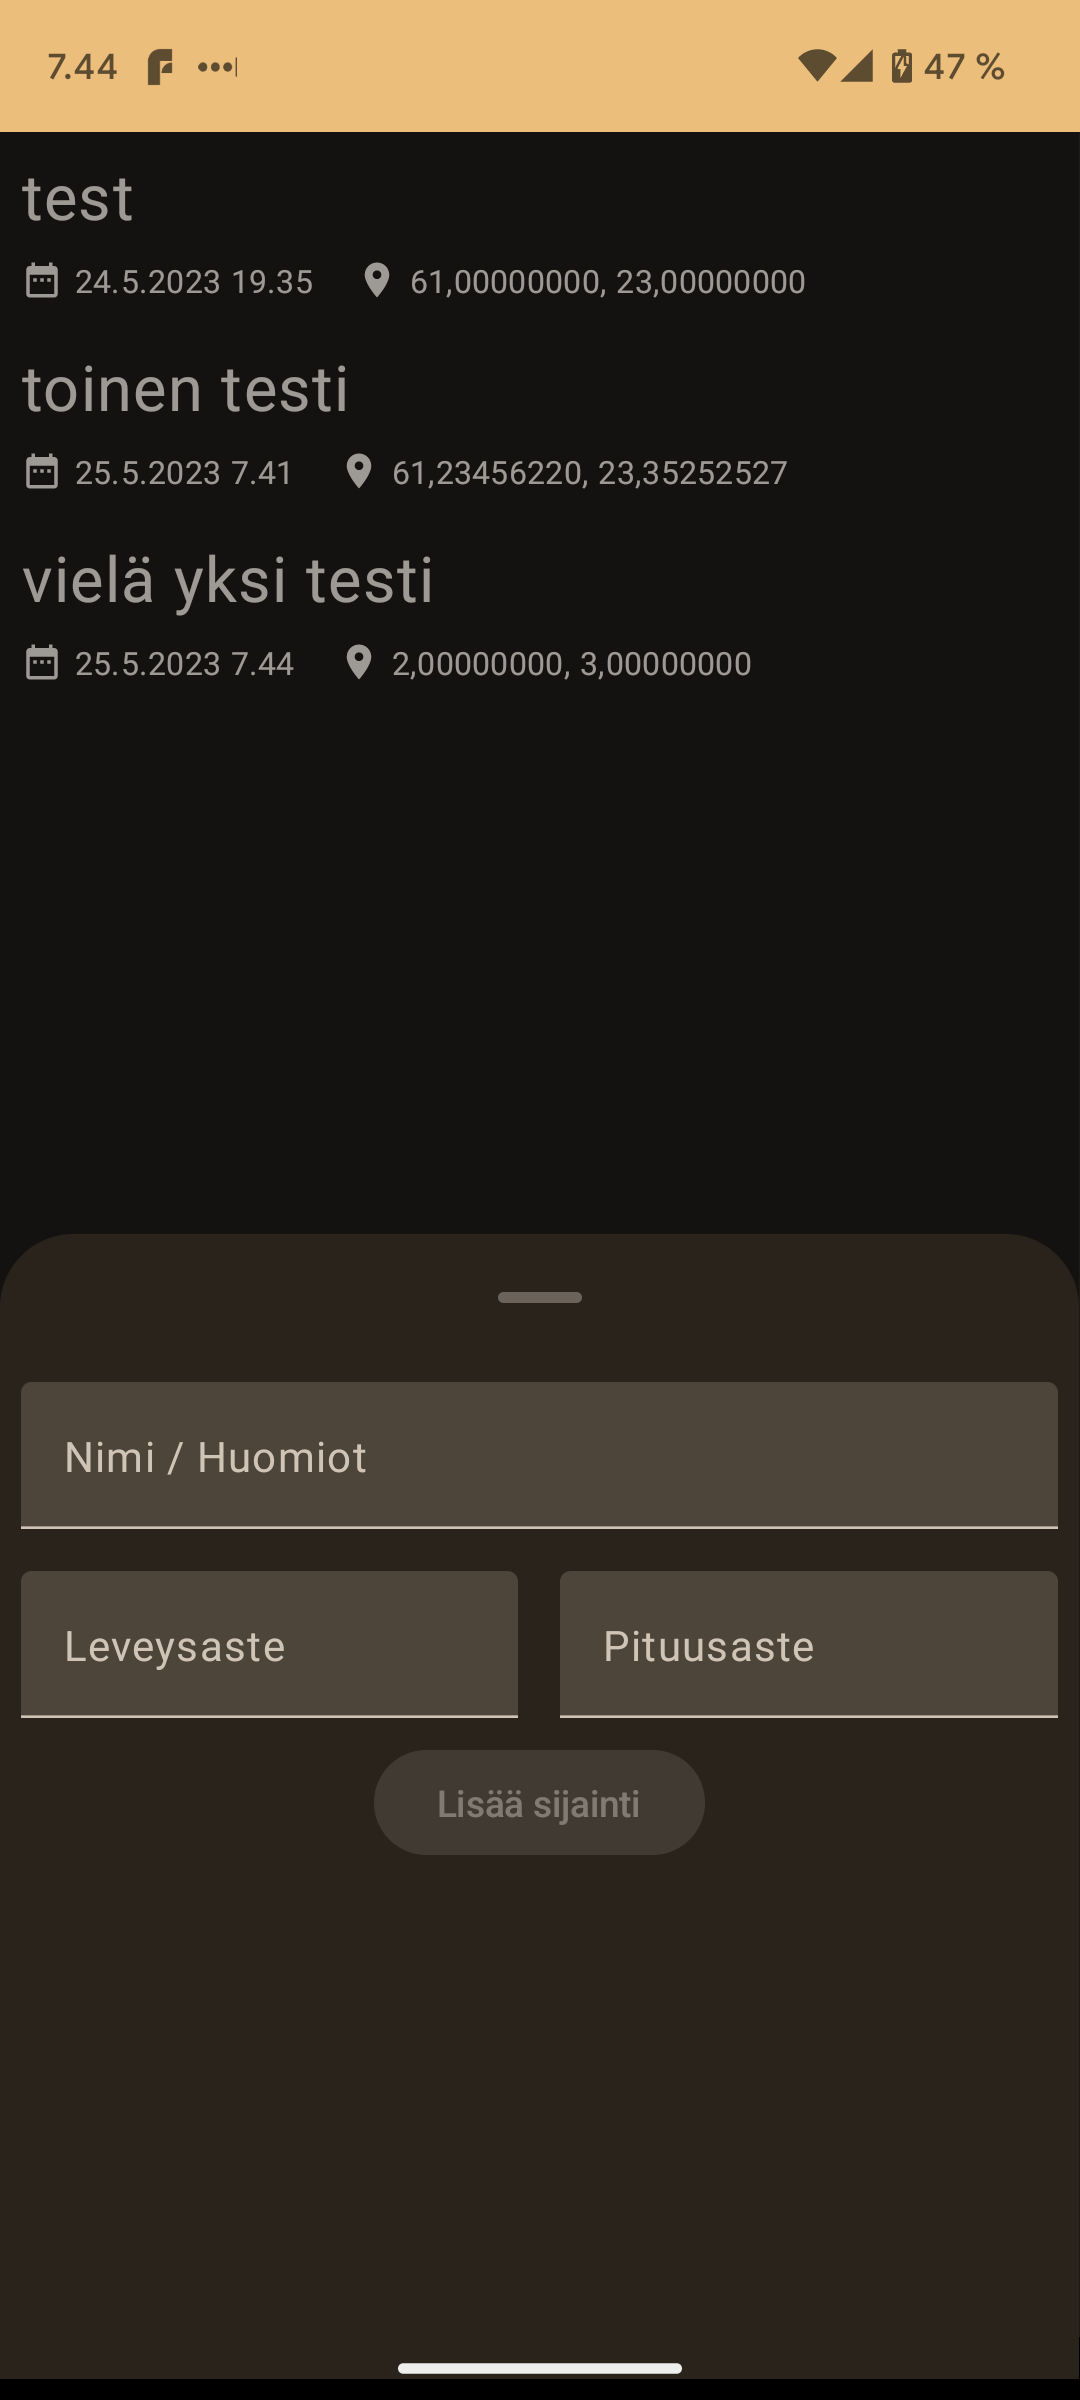 7.44 47 %
test
24.5.2023 19.35 61,00000000, 23,00000000
toinen testi
25.5.2023 7.41 61,23456220, 23,35252527
vielä yksi testi
25.5.2023 7.44 2,00000000, 3,00000000
Nimi / Huomiot
Leveysaste Pituusaste
Lisää sijainti